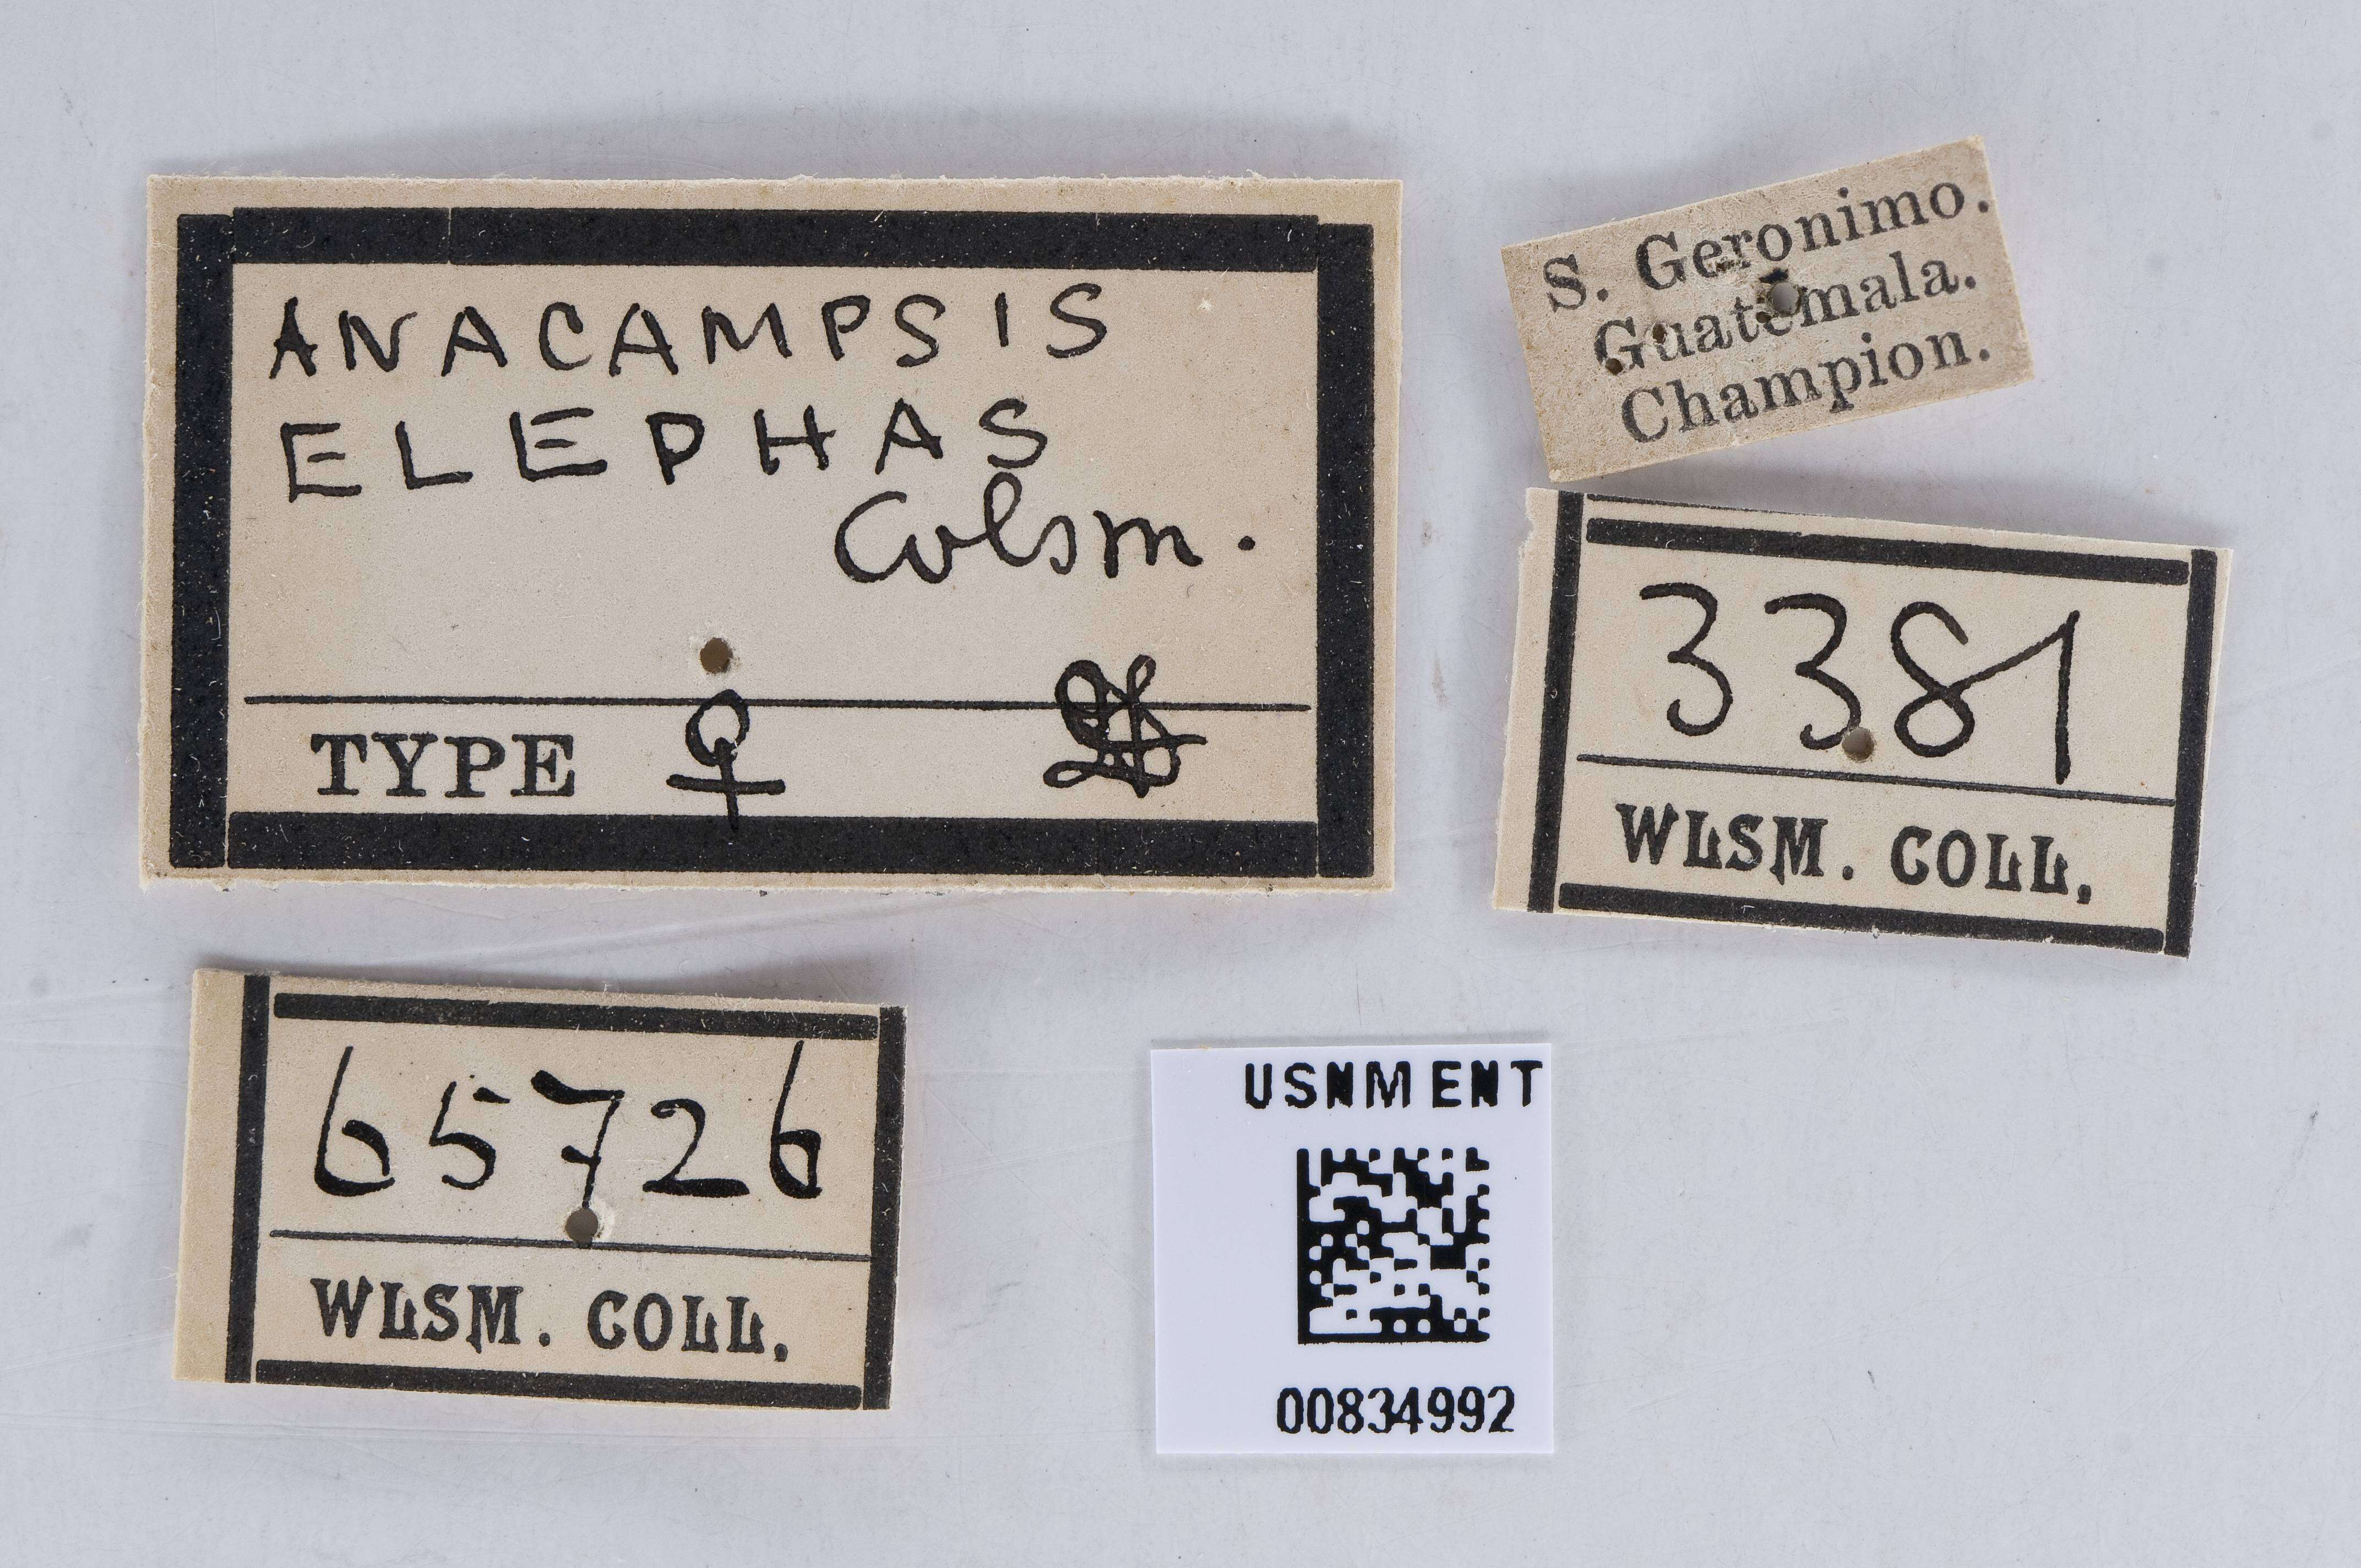 ANACAMPSIS
ELEPHAS
Wlsm.
TYPE ♀
S. Geronimo.
Guatemala.
Champion.
3381
WLSM. COLL.
65726
WLSM. COLL.
USNMENT
00834992